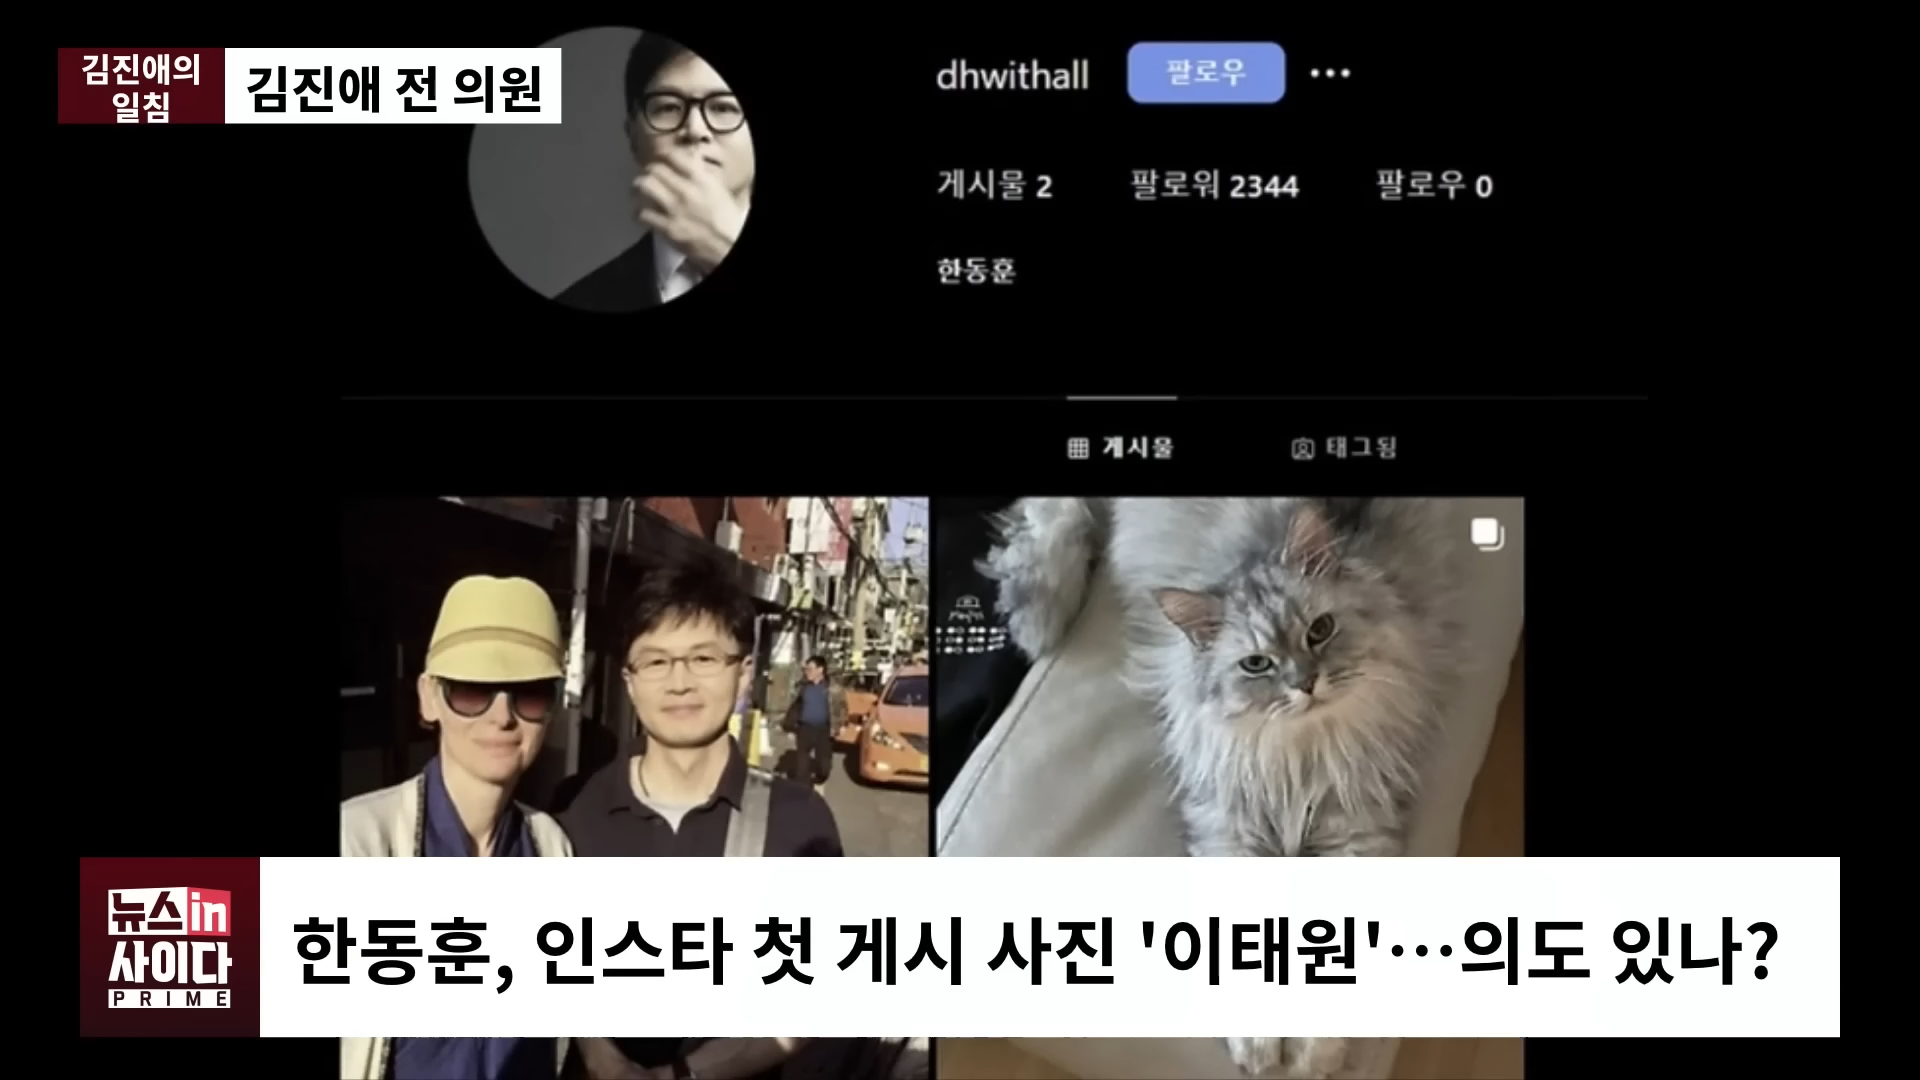 김진애의
일침
김진애 전 의원
dhwithall
팔로우
게시물 2
팔로워 2344
팔로우 0
한동훈
게시물
태그됨
뉴스in
사이다
PRIME
한동훈, 인스타 첫 게시 사진 '이태원'…의도 있나?